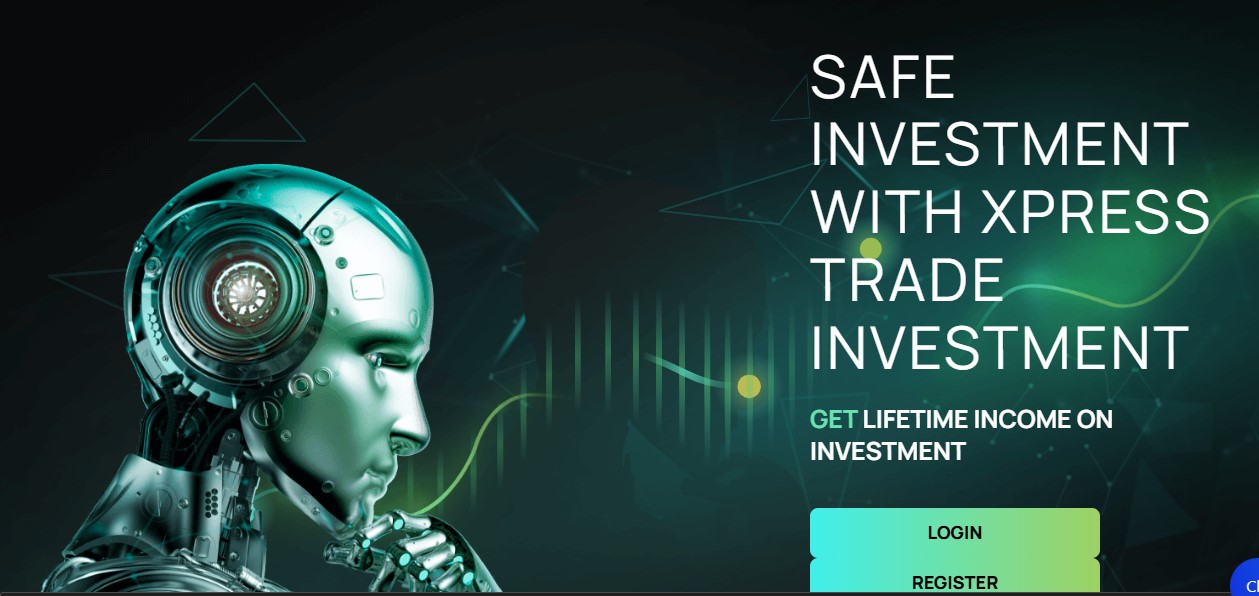 SAFE
INVESTMENT
WITH XPRESS
TRADE
INVESTMENT
GET LIFETIME INCOME ON
INVESTMENT
LOGIN
REGISTER